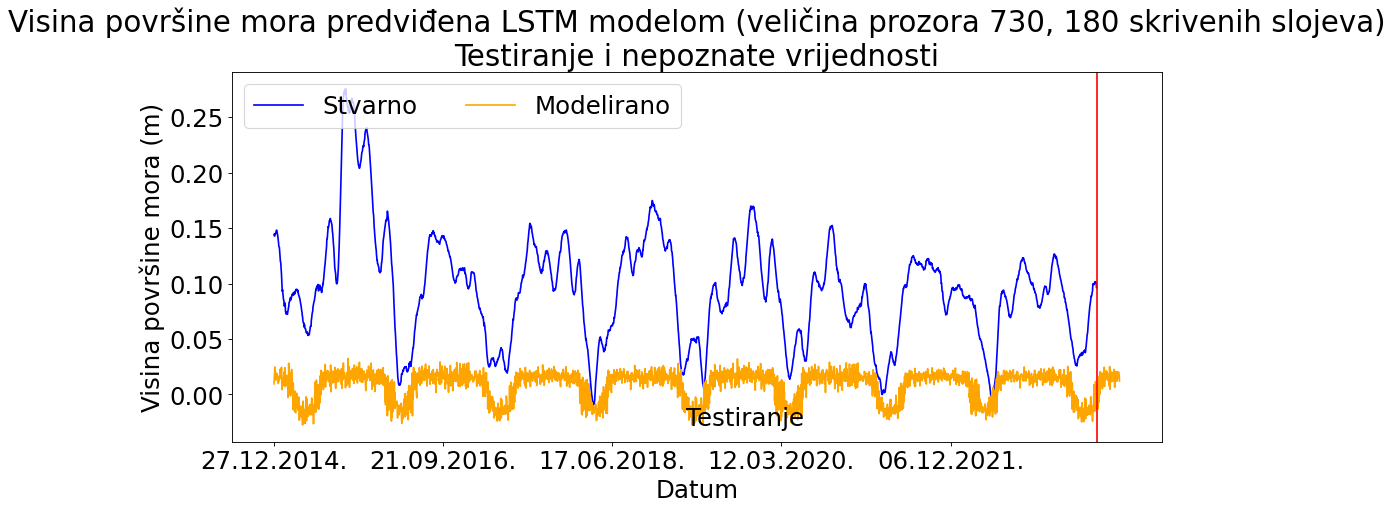 Visina površine mora predviđena LSTM modelom (veličina prozora 730, 180 skrivenih slojeva)
Testiranje i nepoznate vrijednosti
Stvarno
Modelirano
Visina površine mora (m)
0.25
0.20
0.15
0.10
0.05
0.00
Testiranje
27.12.2014.
21.09.2016.
17.06.2018.
12.03.2020.
06.12.2021.
Datum